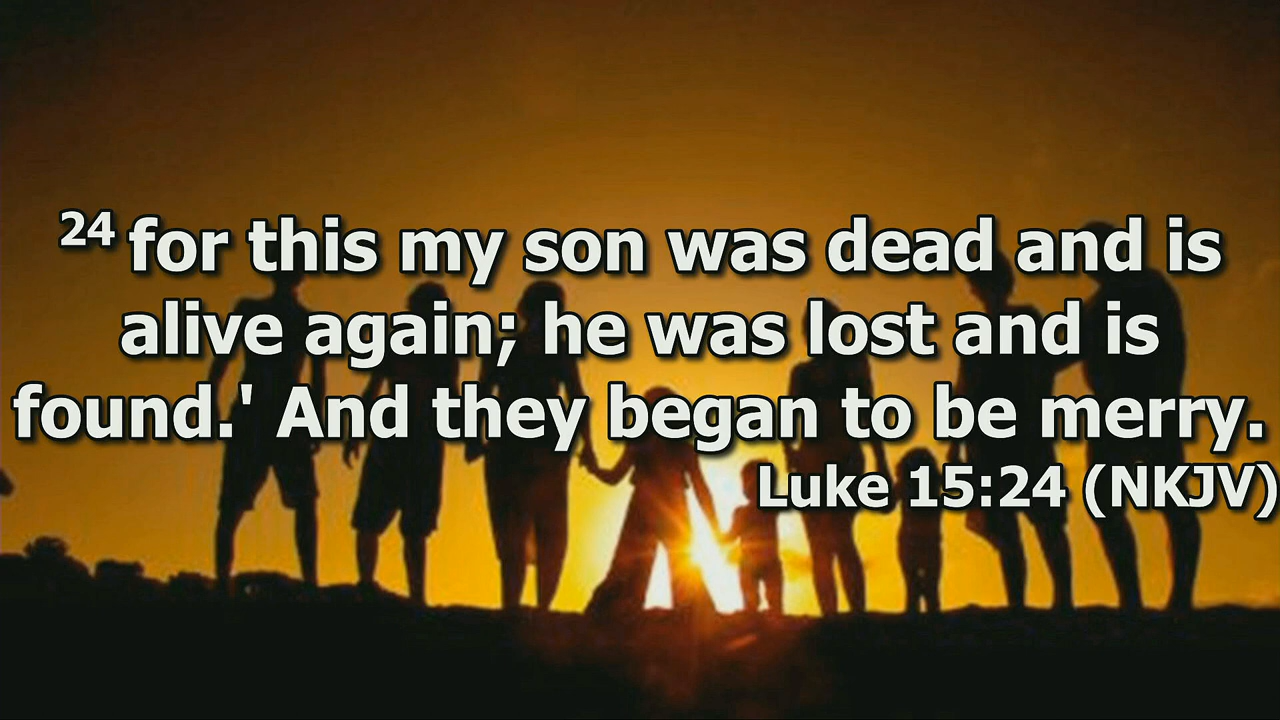 24 for this my son was dead and is
alive again; he was lost and is
found.' And they began to be merry.
Luke 15:24 (NKJV)